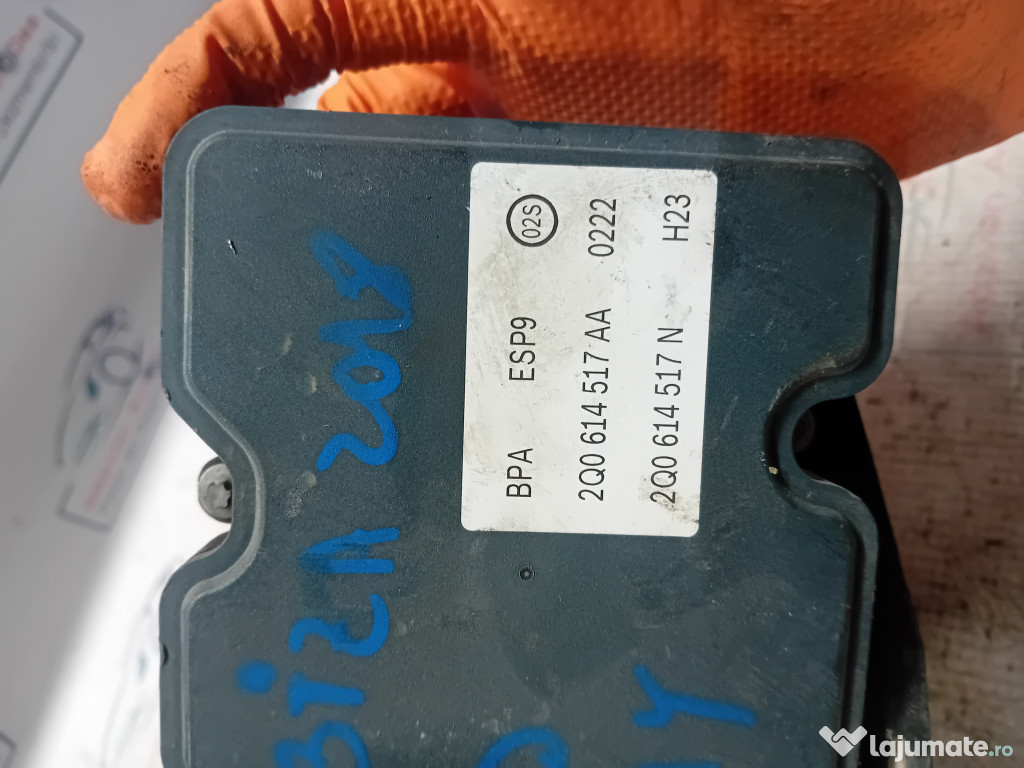 BPA ESP9 02S
2Q0 614 517 AA 0222
2Q0 614 517 N H23
2018
lajumate.ro